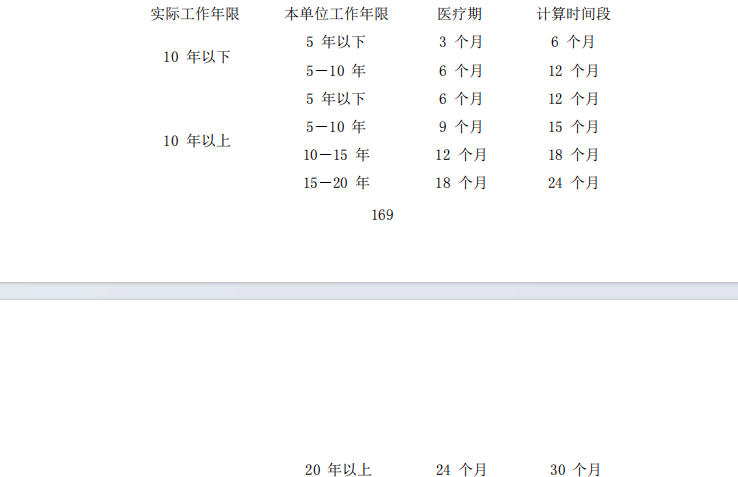 实际工作年限 本单位工作年限 医疗期 计算时间段
10 年以下 5 年以下 3 个月 6 个月
5－10 年 6 个月 12 个月
10 年以上 5 年以下 6 个月 12 个月
5－10 年 9 个月 15 个月
10－15 年 12 个月 18 个月
15－20 年 18 个月 24 个月
169
20 年以上 24 个月 30 个月